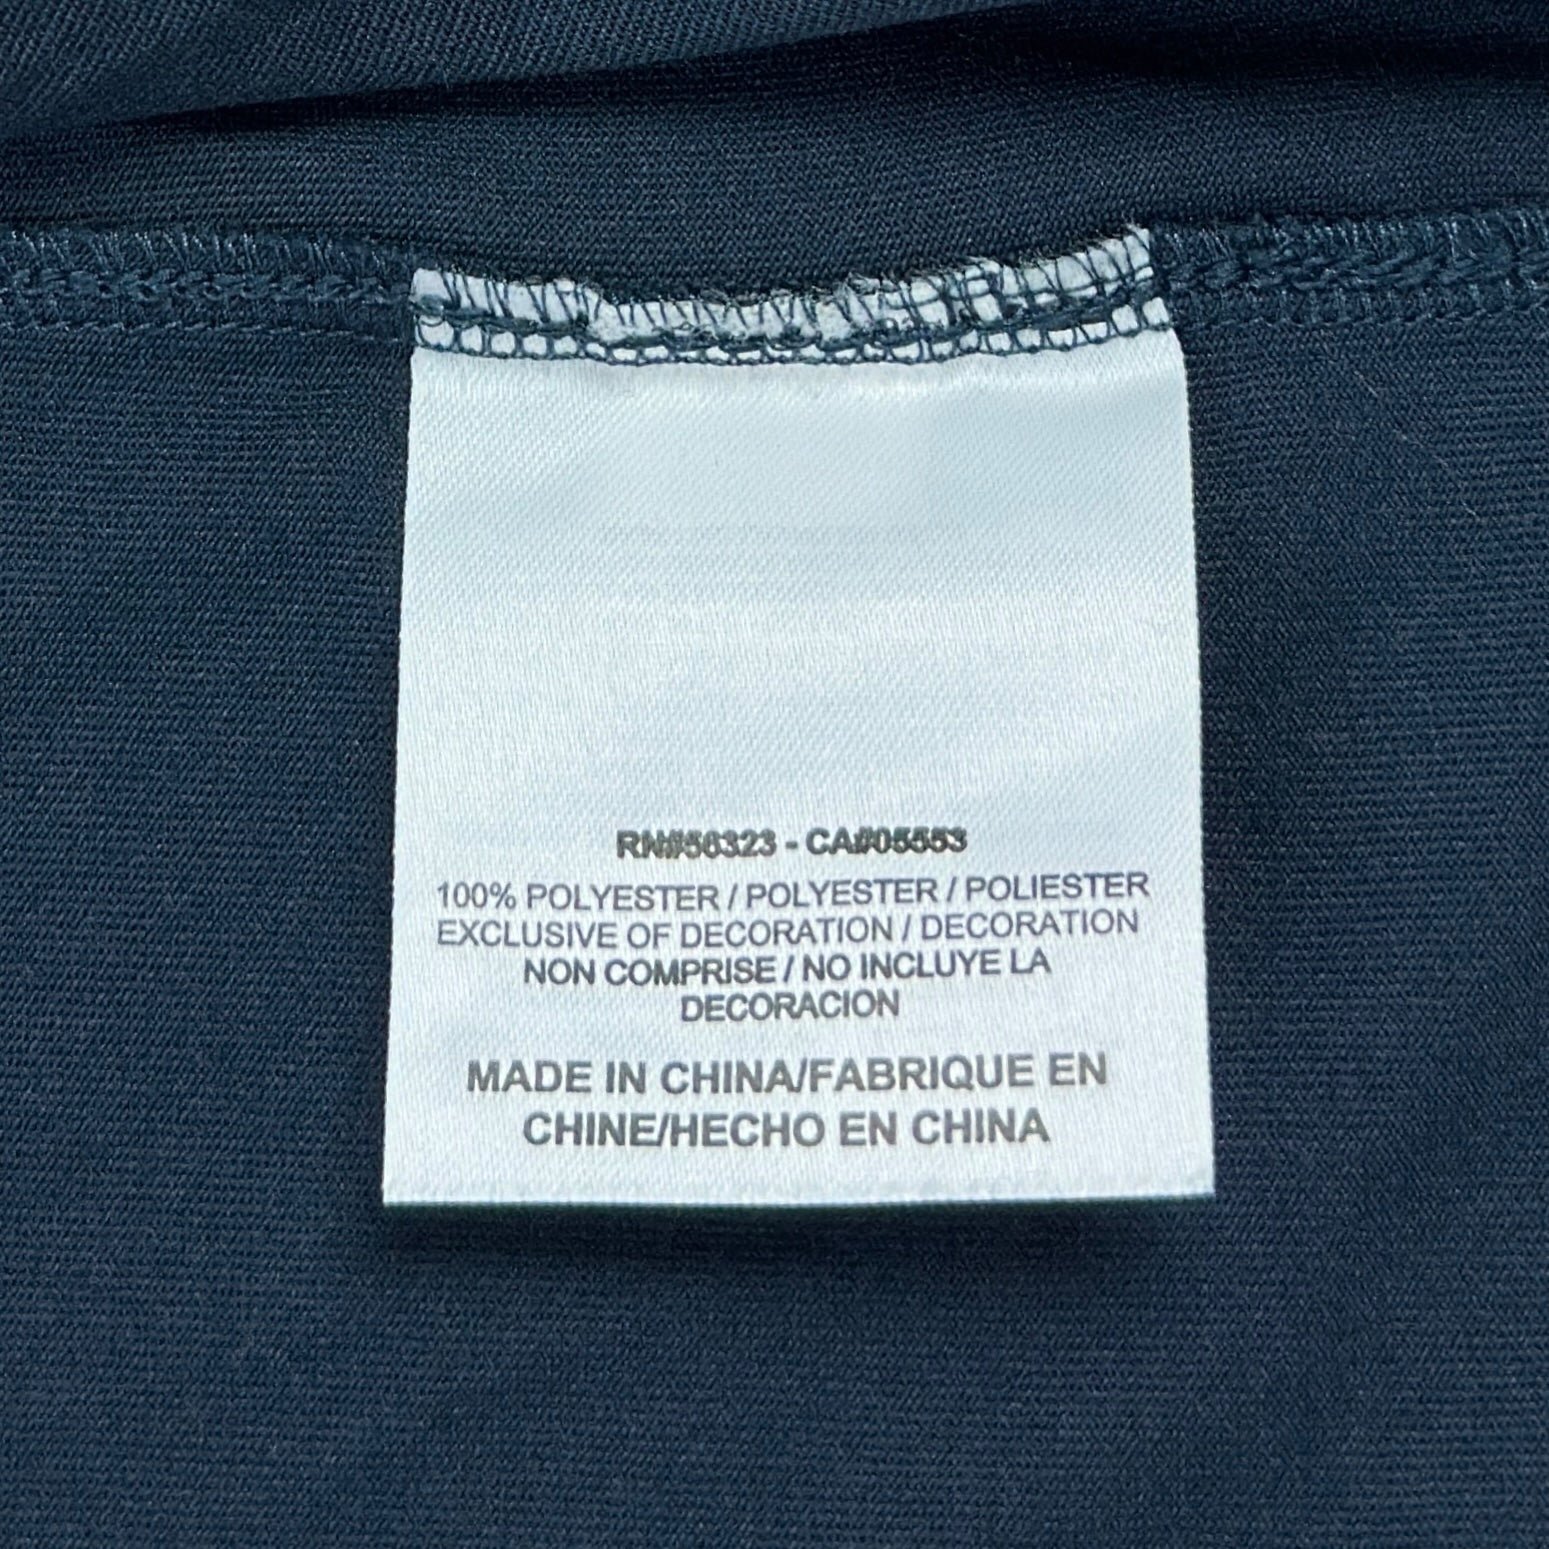 RN#56323 - CA#05553
100% POLYESTER / POLYESTER / POLIESTER
EXCLUSIVE OF DECORATION / DECORATION
NON COMPRISE / NO INCLUYE LA
DECORACION
MADE IN CHINA/FABRIQUE EN
CHINE/HECHO EN CHINA